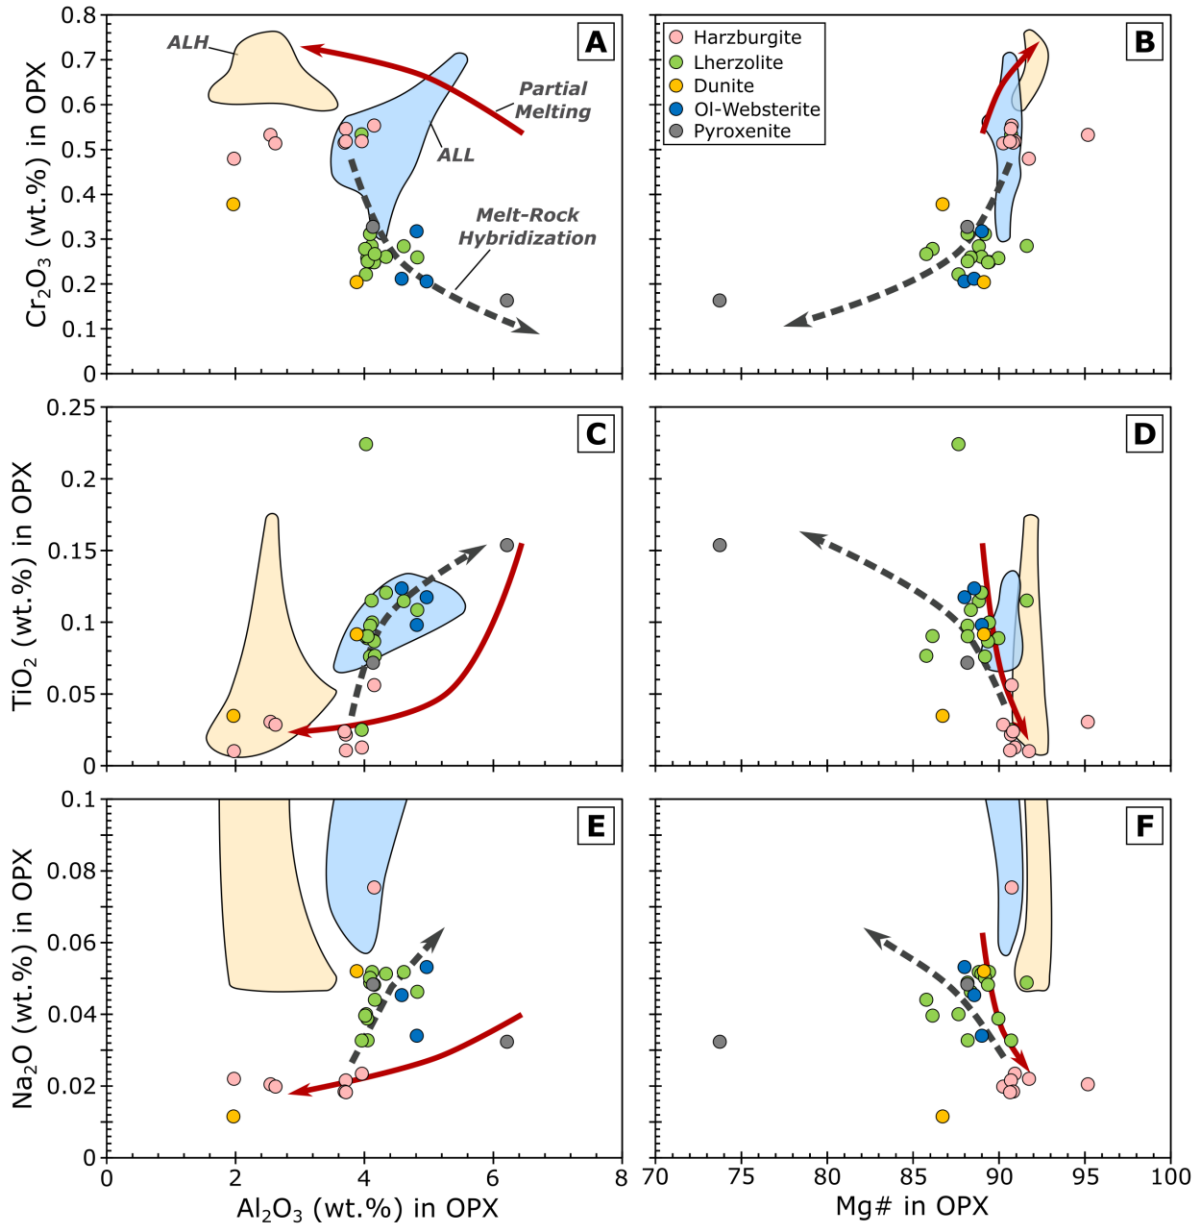 0.8
0.7
0.6
0.5
0.4
0.3
0.2
0.1
0
Cr₂O₃ (wt.%) in OPX
ALH
A
Partial
Melting
ALL
Melt-Rock
Hybridization
Harzburgite
Lherzolite
Dunite
Ol-Websterite
Pyroxenite
B
0.25
0.2
0.15
0.1
0.05
0
TiO₂ (wt.%) in OPX
C
D
0.1
0.08
0.06
0.04
0.02
0
Na₂O (wt.%) in OPX
E
F
0 2 4 6 8
Al₂O₃ (wt.%) in OPX
70 75 80 85 90 95 100
Mg# in OPX